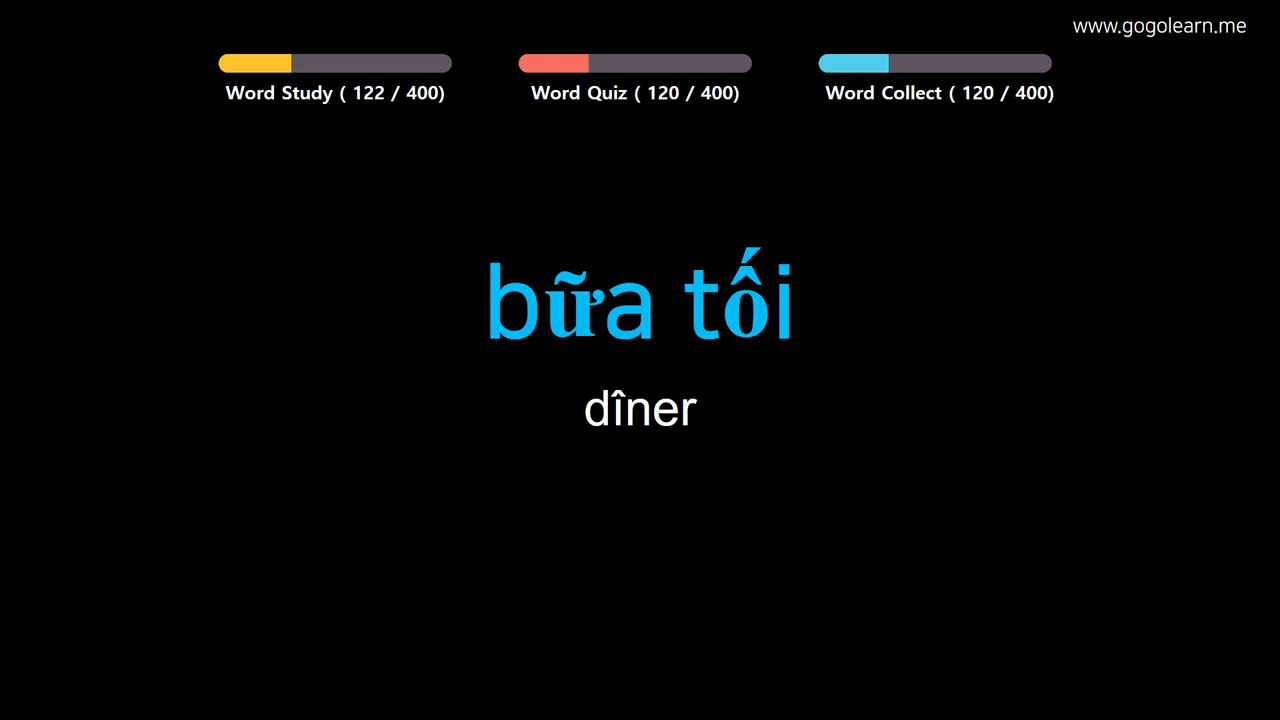 www.gogolearn.me
Word Study ( 122 / 400)
Word Quiz ( 120 / 400)
Word Collect ( 120 / 400)
bữa tối
dîner